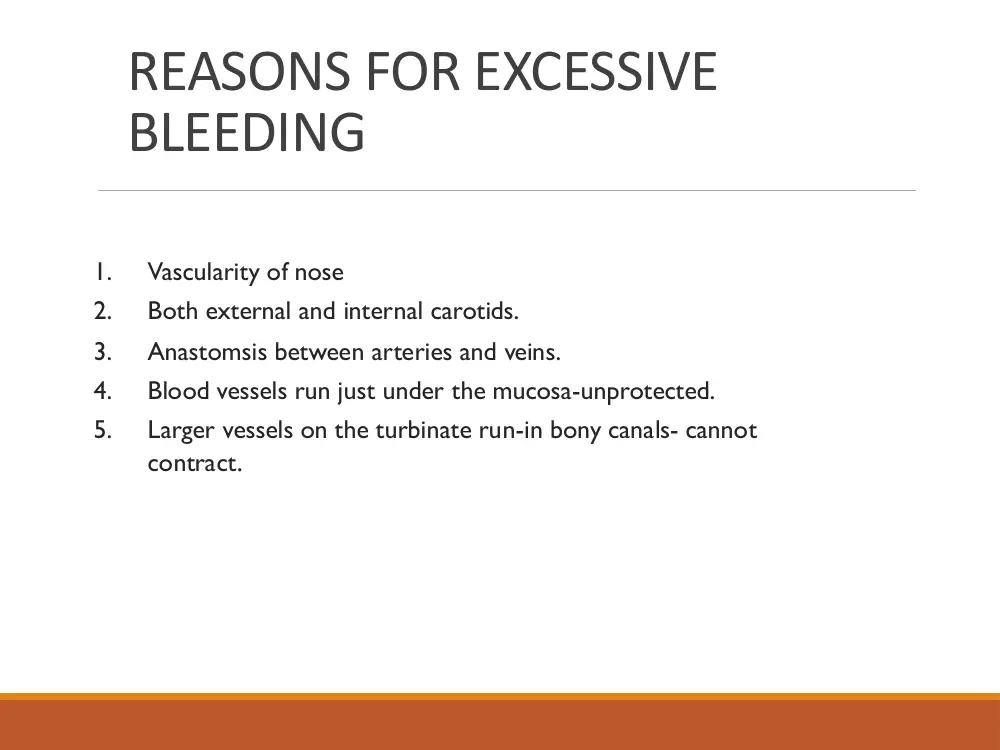 REASONS FOR EXCESSIVE
BLEEDING
1. Vascularity of nose
2. Both external and internal carotids.
3. Anastomsis between arteries and veins.
4. Blood vessels run just under the mucosa-unprotected.
5. Larger vessels on the turbinate run-in bony canals- cannot
contract.